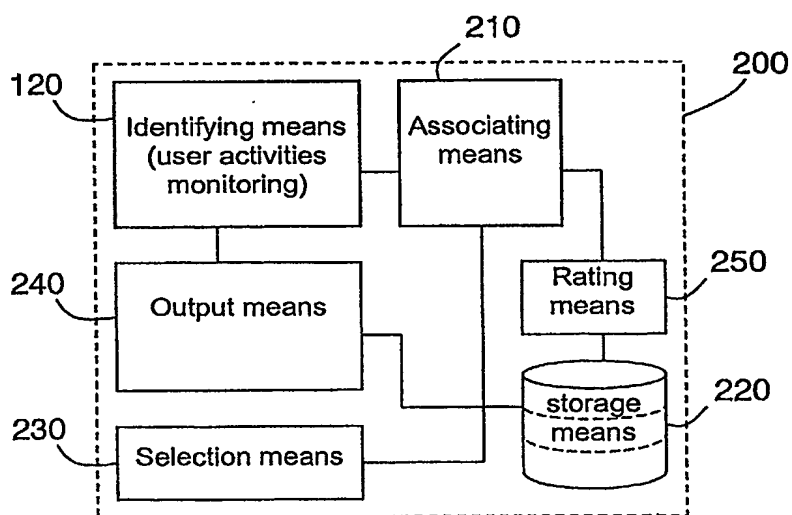 210
200
120
Identifying means
(user activities
monitoring)
Associating
means
240
Output means
Rating
means
250
storage
means
220
230
Selection means